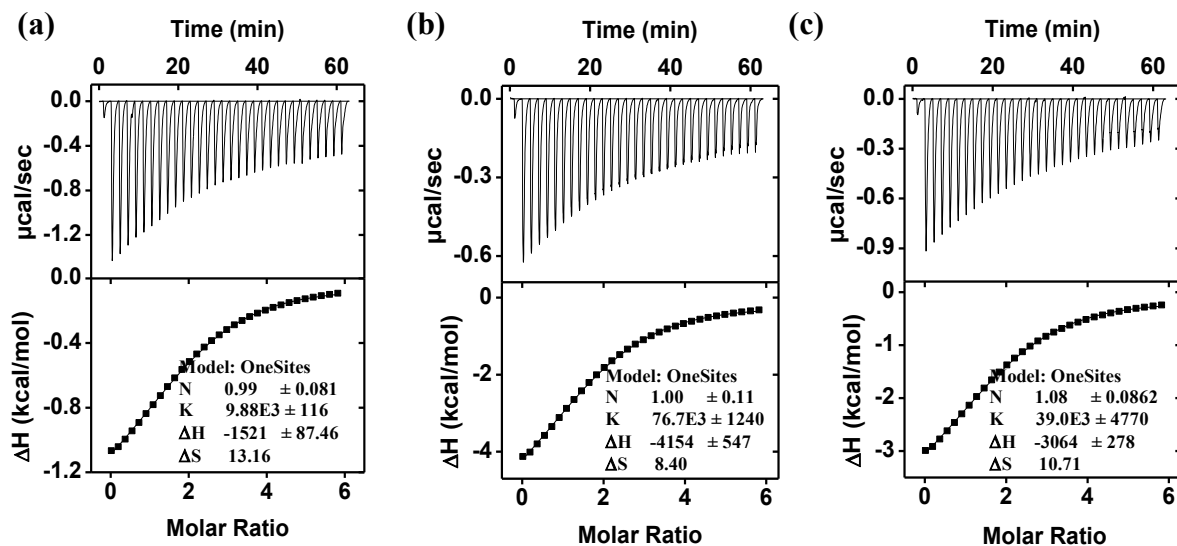 (a)
Time (min)
0 20 40 60
µcal/sec
0.0
-0.4
-0.8
-1.2
ΔH (kcal/mol)
0.0
-0.4
-0.8
-1.2
Model: OneSites
N 0.99 ± 0.081
K 9.88E3 ± 116
ΔH -1521 ± 87.46
ΔS 13.16
0 2 4 6
Molar Ratio
(b)
Time (min)
0 20 40 60
µcal/sec
0.0
-0.3
-0.6
ΔH (kcal/mol)
0
-2
-4
Model: OneSites
N 1.00 ± 0.11
K 76.7E3 ± 1240
ΔH -4154 ± 547
ΔS 8.40
0 2 4 6
Molar Ratio
(c)
Time (min)
0 20 40 60
µcal/sec
0.0
-0.3
-0.6
-0.9
ΔH (kcal/mol)
0
-1
-2
-3
Model: OneSites
N 1.08 ± 0.0862
K 39.0E3 ± 4770
ΔH -3064 ± 278
ΔS 10.71
0 2 4 6
Molar Ratio